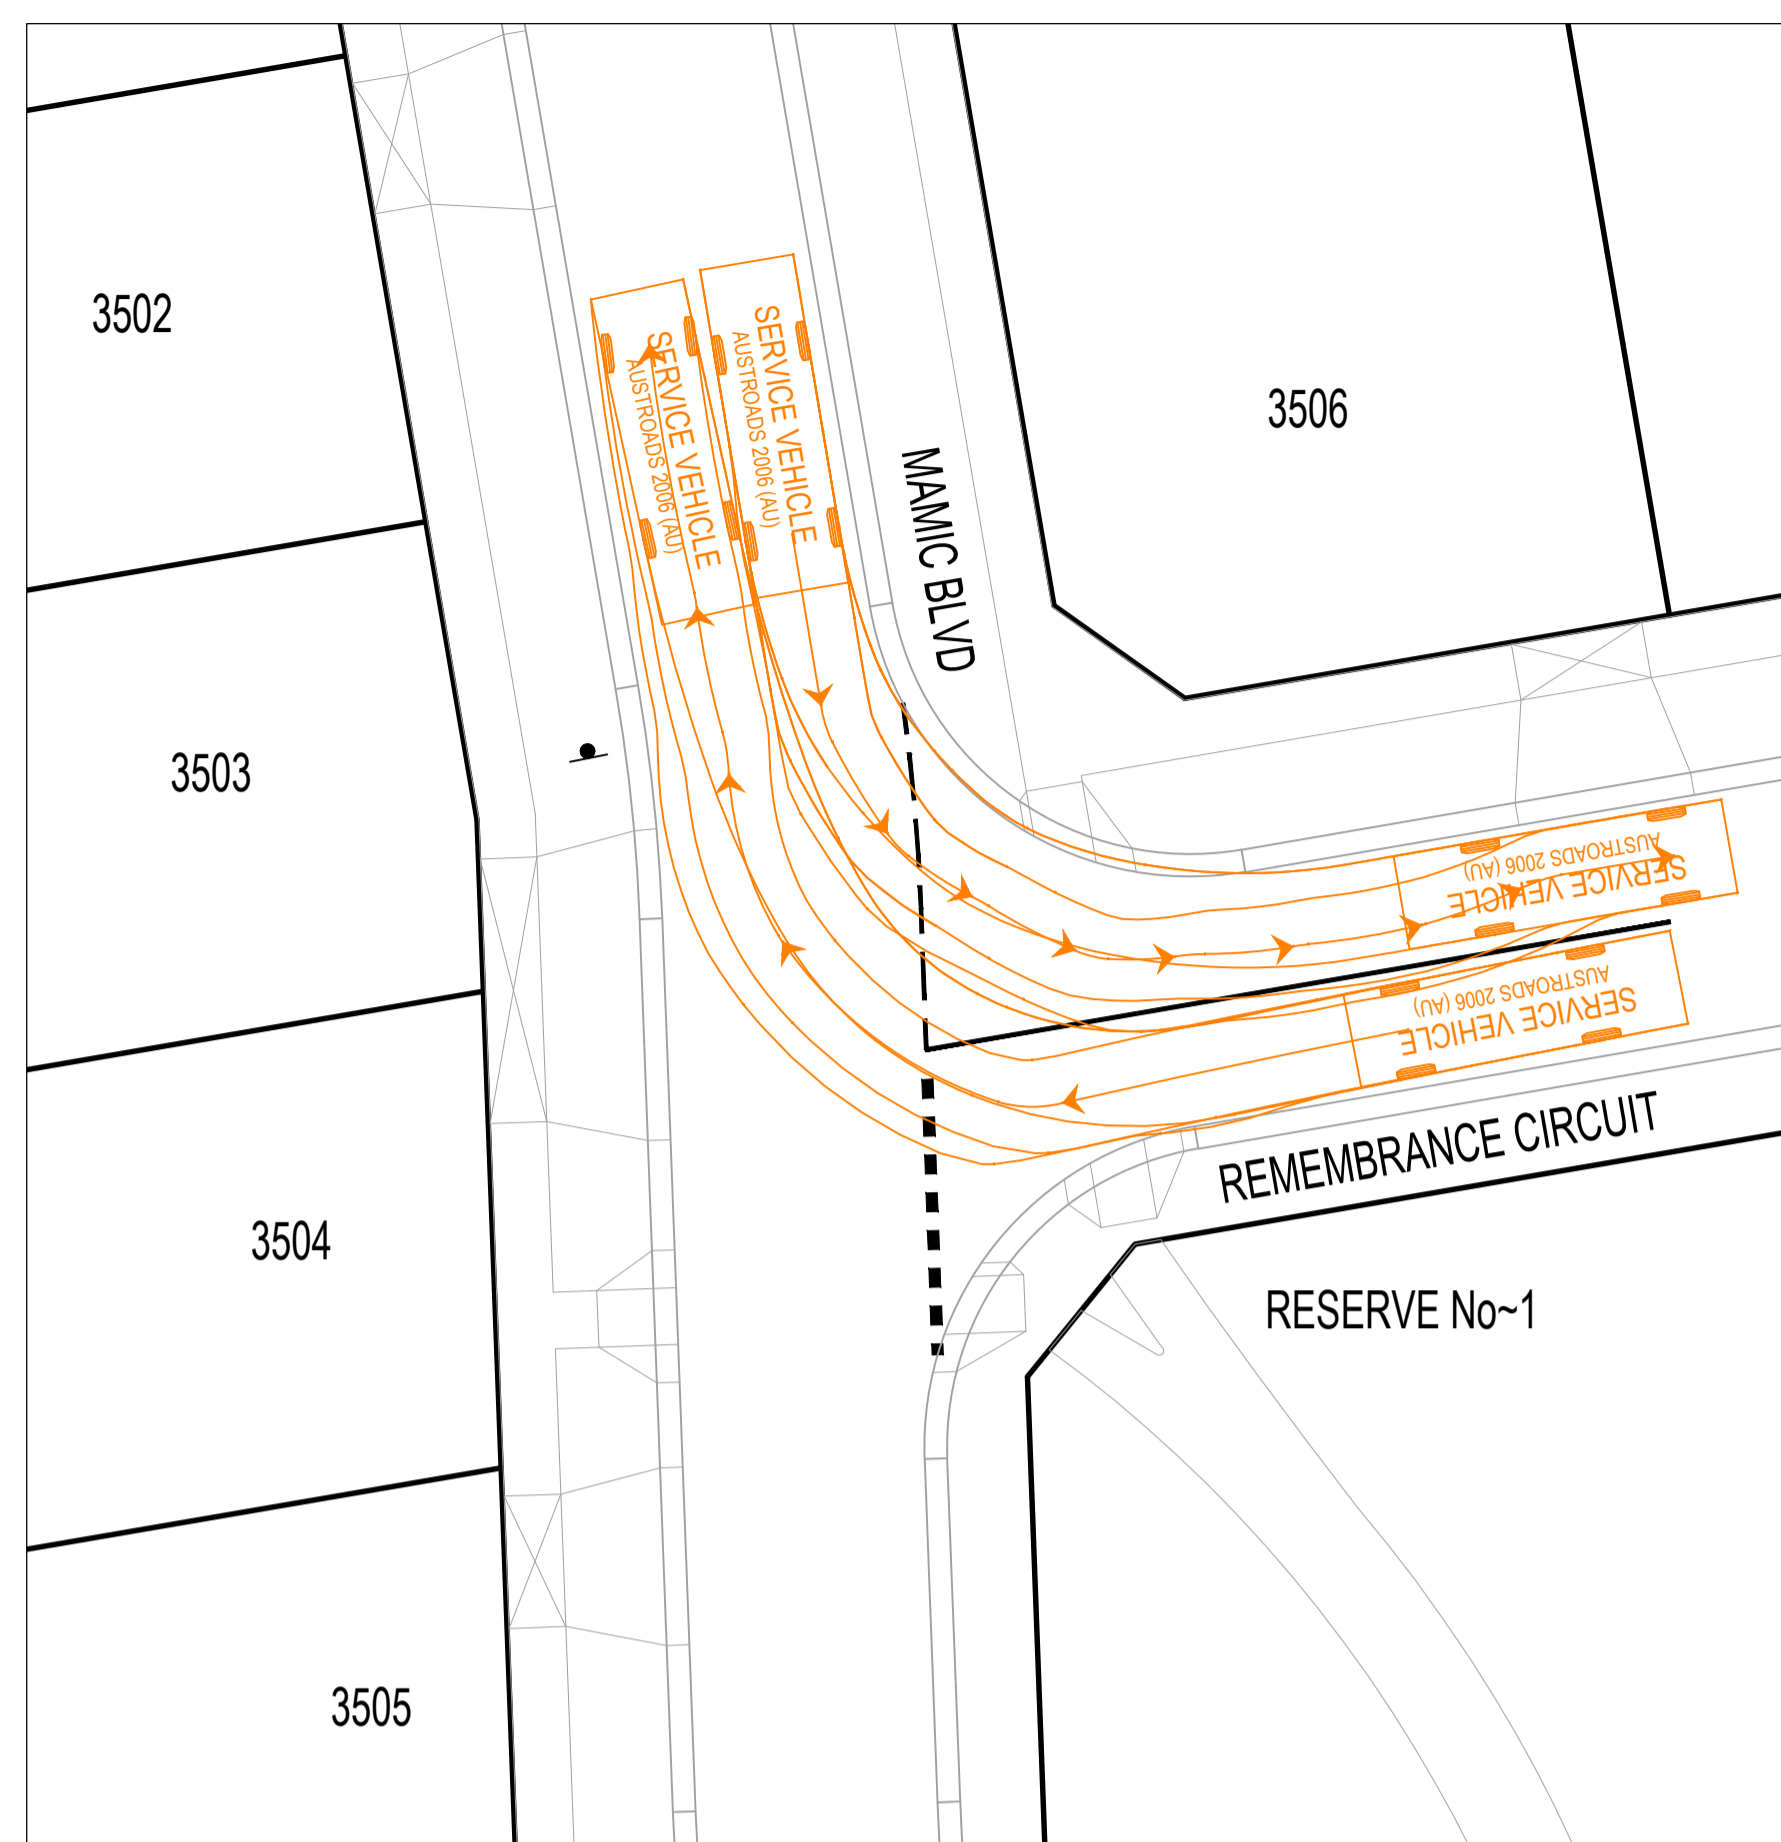 3502
SERVICE VEHICLE
AUSTROADS 2006 (AU)
SERVICE VEHICLE
AUSTROADS 2006 (AU)
3506
MAMIC BLVD
3503
SERVICE VEHICLE
AUSTROADS 2006 (AU)
SERVICE VEHICLE
AUSTROADS 2006 (AU)
REMEMBRANCE CIRCUIT
3504
RESERVE No~1
3505